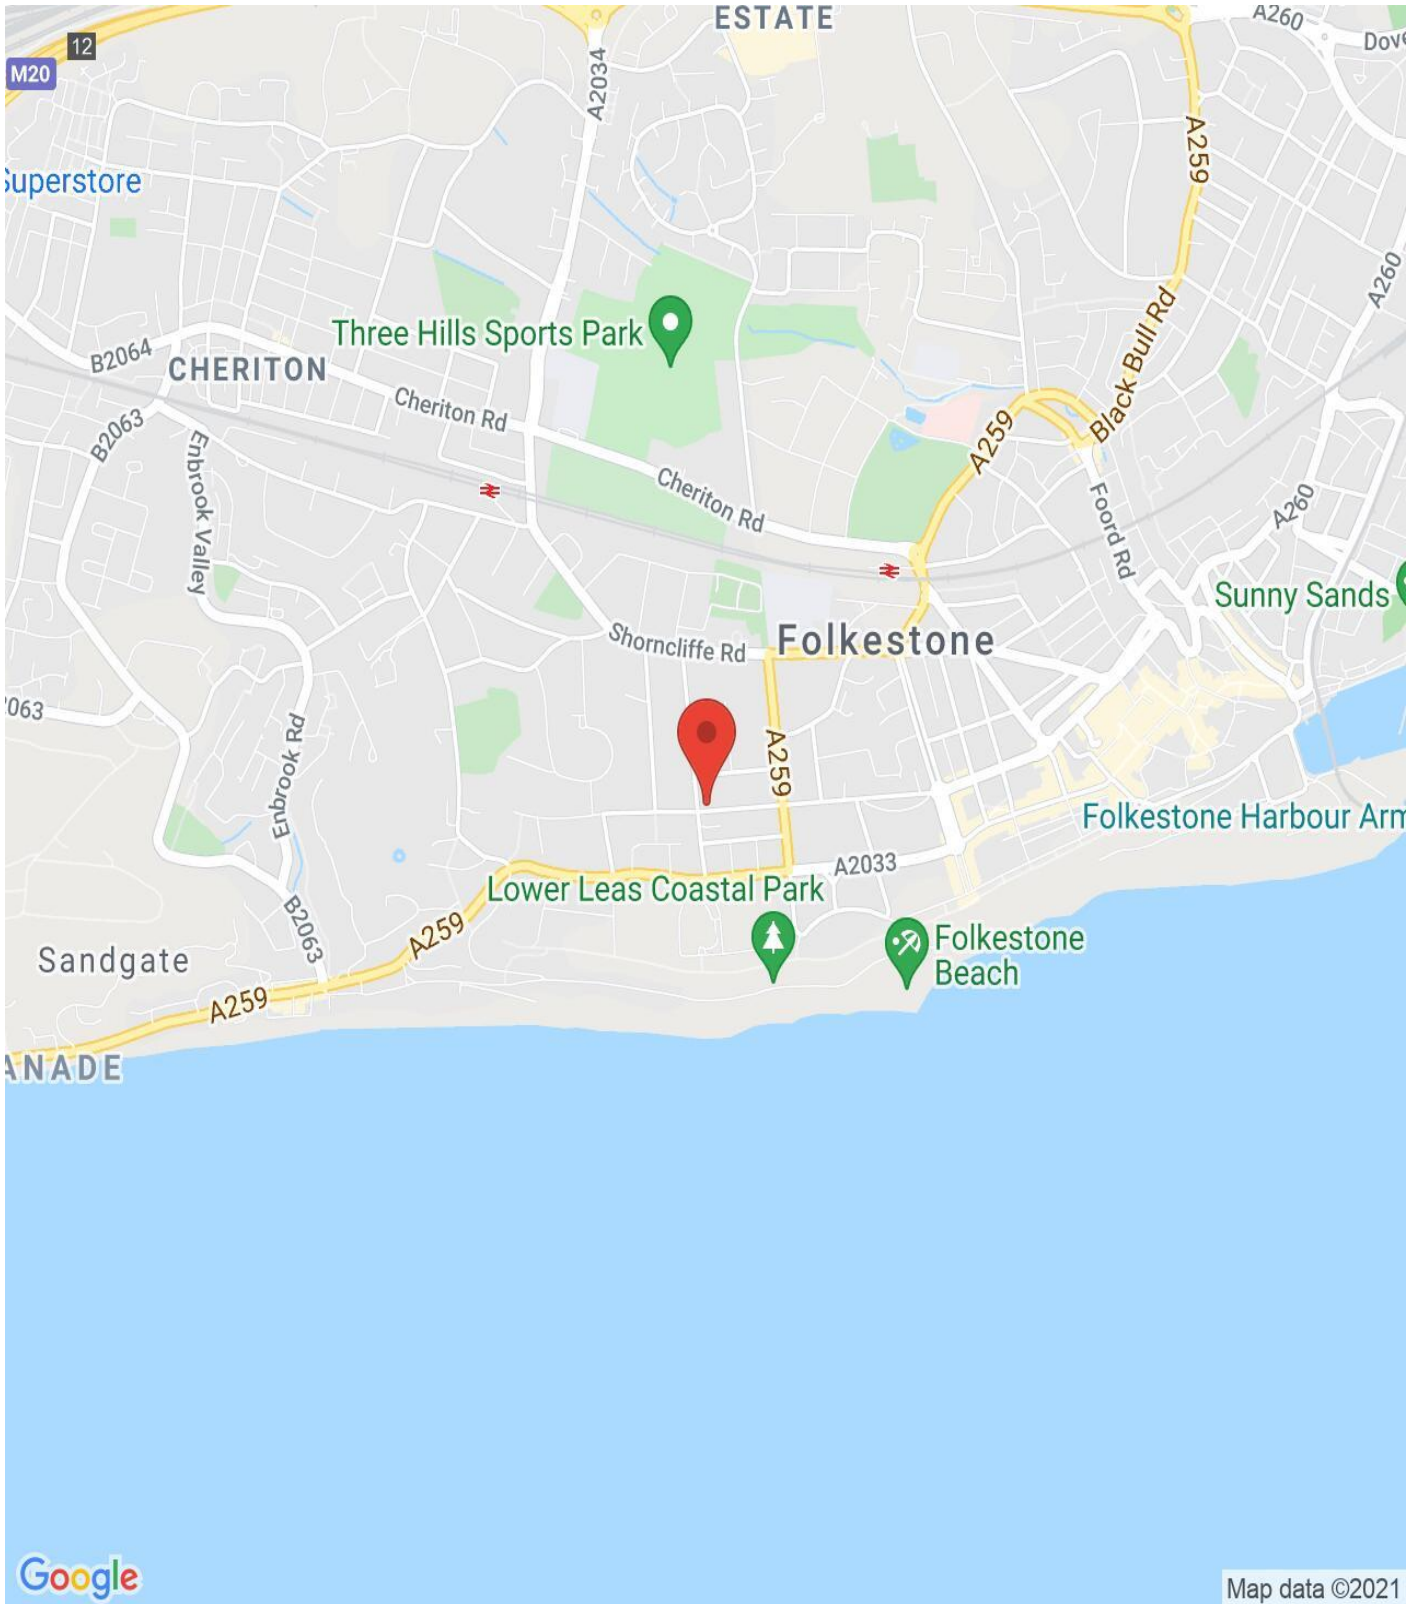 ESTATE
A260
Dove
12
M20
A2034
A259
Superstore
A260
Three Hills Sports Park
Black Bull Rd
B2064
CHERITON
Cheriton Rd
B2063
Enbrook Valley
A259
Cheriton Rd
Foord Rd
A260
Sunny Sands
Shorncliffe Rd
Folkestone
2063
Enbrook Rd
A259
Folkestone Harbour Arm
A2033
Lower Leas Coastal Park
B2063
A259
Folkestone
Beach
Sandgate
A259
ANADE
Google
Map data ©2021